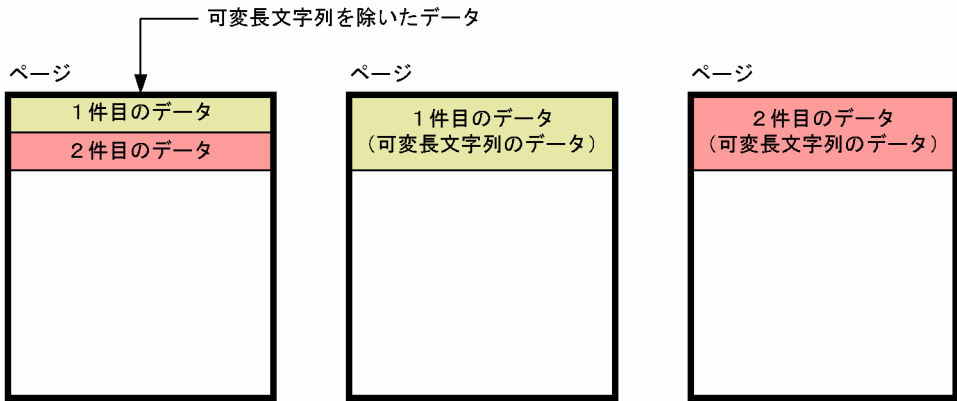 可変長文字列を除いたデータ
ページ
ページ
ページ
１件目のデータ
２件目のデータ
１件目のデータ
（可変長文字列のデータ）
２件目のデータ
（可変長文字列のデータ）